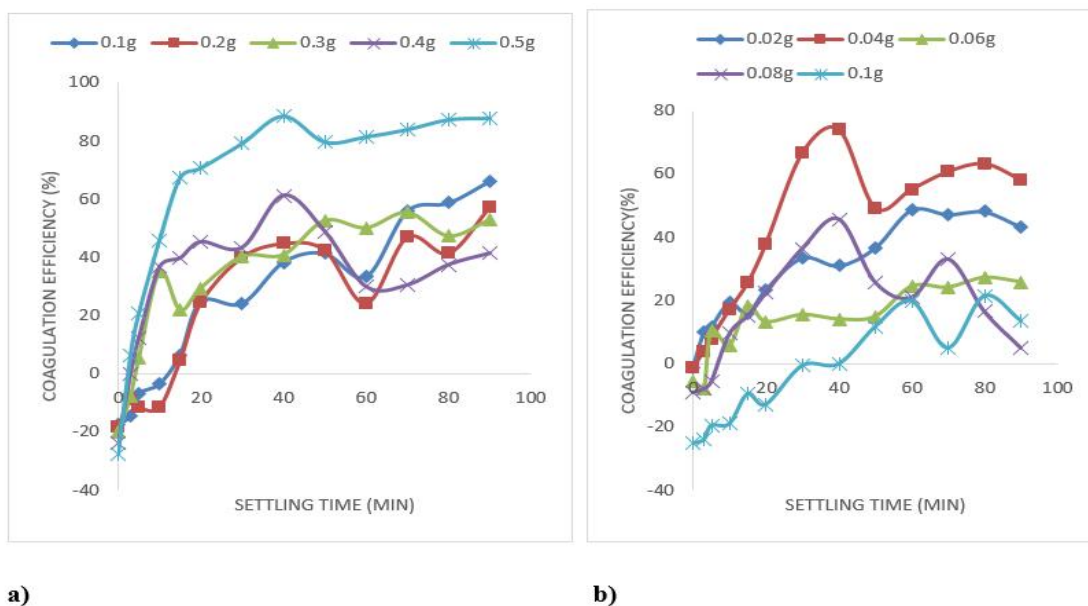 0.1g 0.2g 0.3g 0.4g 0.5g
100
80
60
40
20
0
-20
-40
0 20 40 60 80 100
COAGULATION EFFICIENCY (%)
SETTLING TIME (MIN)
a)
0.02g 0.04g 0.06g
0.08g 0.1g
80
60
40
20
0
-20
-40
0 20 40 60 80 100
COAGULATION EFFICIENCY(%)
SETTLING TIME (MIN)
b)